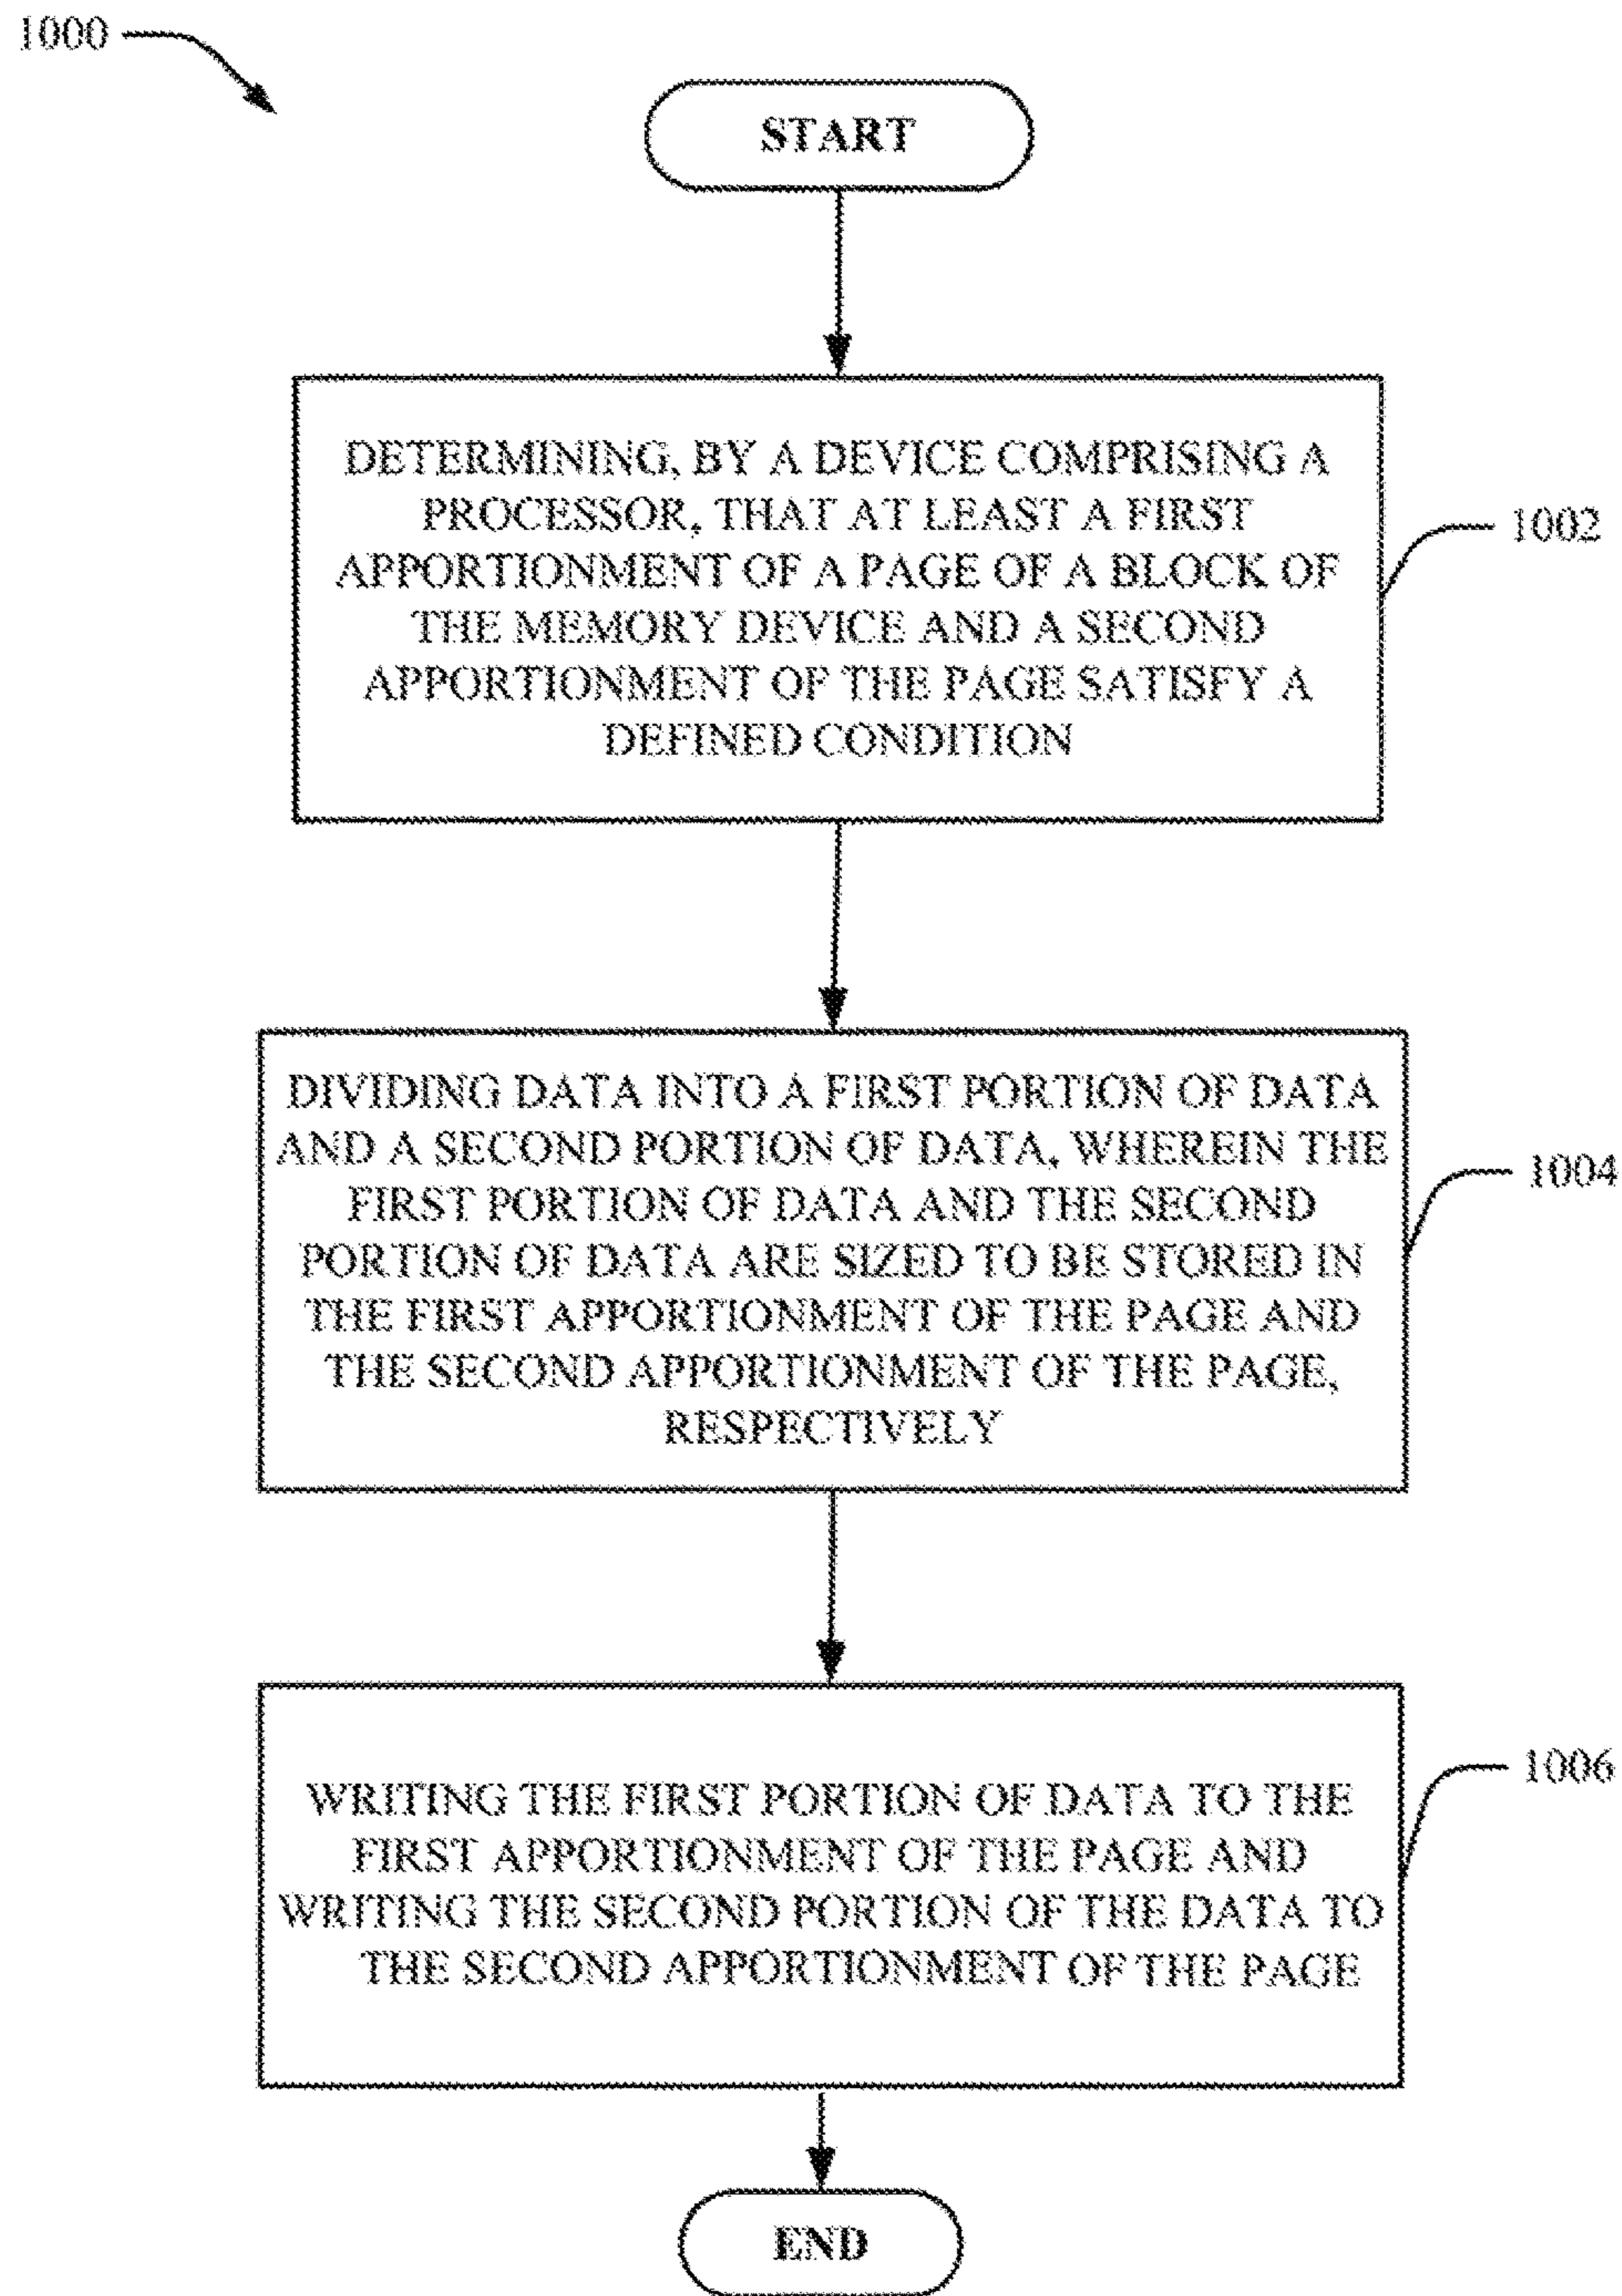 1000
START
DETERMINING, BY A DEVICE COMPRISING A
PROCESSOR, THAT AT LEAST A FIRST
APPORTIONMENT OF A PAGE OF A BLOCK OF
THE MEMORY DEVICE AND A SECOND
APPORTIONMENT OF THE PAGE SATISFY A
DEFINED CONDITION
1002
DIVIDING DATA INTO A FIRST PORTION OF DATA
AND A SECOND PORTION OF DATA, WHEREIN THE
FIRST PORTION OF DATA AND THE SECOND
PORTION OF DATA ARE SIZED TO BE STORED IN
THE FIRST APPORTIONMENT OF THE PAGE AND
THE SECOND APPORTIONMENT OF THE PAGE,
RESPECTIVELY
1004
WRITING THE FIRST PORTION OF DATA TO THE
FIRST APPORTIONMENT OF THE PAGE AND
WRITING THE SECOND PORTION OF THE DATA TO
THE SECOND APPORTIONMENT OF THE PAGE
1006
END